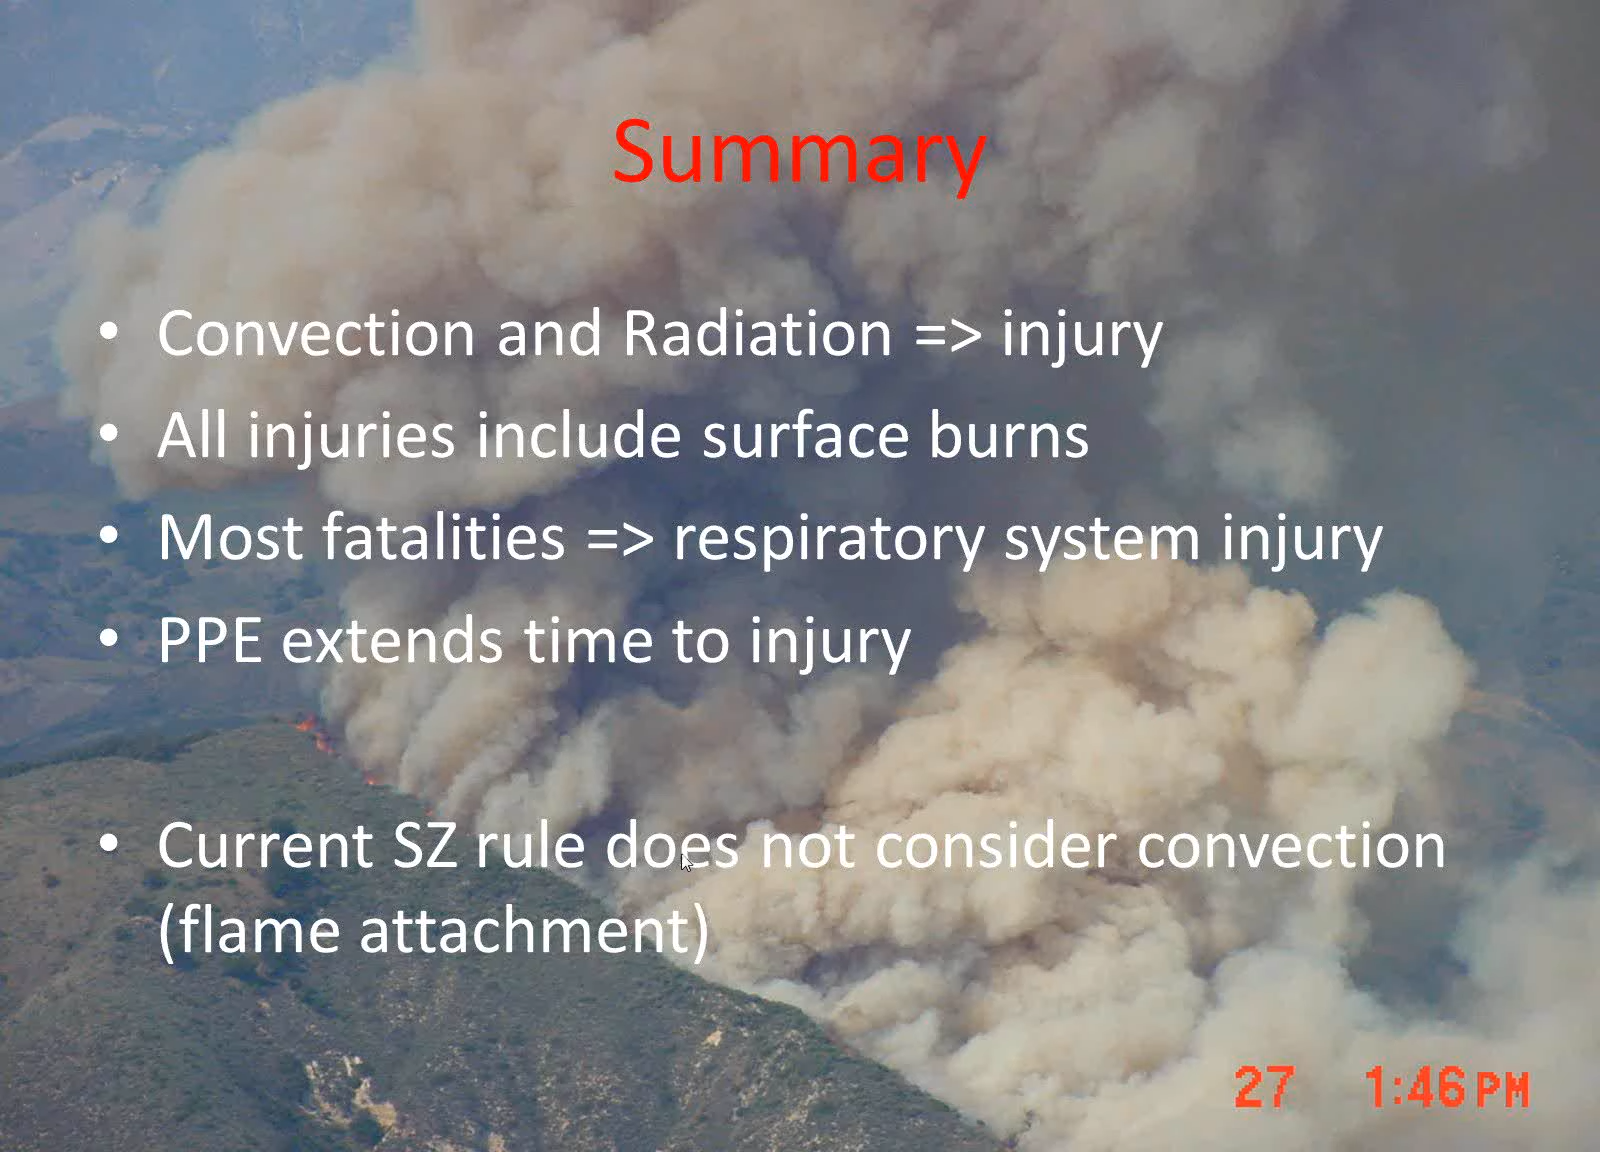 Summary
• Convection and Radiation => injury
• All injuries include surface burns
• Most fatalities => respiratory system injury
• PPE extends time to injury
• Current SZ rule does not consider convection
(flame attachment)
27 1:46 PM